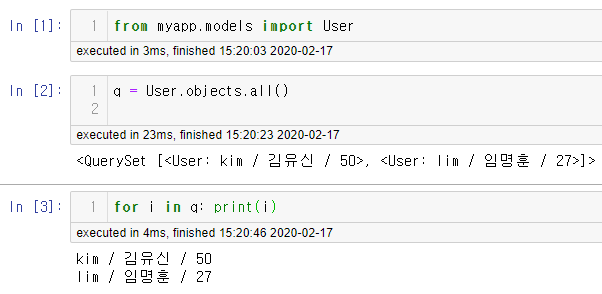 In [1]:
1 from myapp.models import User
executed in 3ms, finished 15:20:03 2020-02-17
In [2]:
1 q = User.objects.all()
2
executed in 23ms, finished 15:20:23 2020-02-17
<QuerySet [<User: kim / 김유신 / 50>, <User: lim / 임명훈 / 27>]>
In [3]:
1 for i in q: print(i)
executed in 4ms, finished 15:20:46 2020-02-17
kim / 김유신 / 50
lim / 임명훈 / 27